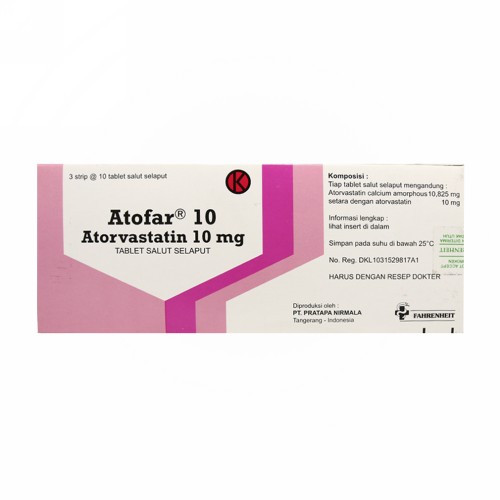 3 strip @ 10 tablet salut selaput
K
Atofar® 10
Atorvastatin 10 mg
TABLET SALUT SELAPUT
Diproduksi oleh :
PT. PRATAPA NIRMALA
Tangerang - Indonesia
Komposisi :
Tiap tablet salut selaput mengandung :
Atorvastatin calcium amorphous 10,825 mg
setara dengan atorvastatin 10 mg
Informasi lengkap :
lihat insert di dalam
Simpan pada suhu di bawah 25°C
No. Reg. DKL1031529817A1
HARUS DENGAN RESEP DOKTER
FAHRENHEIT